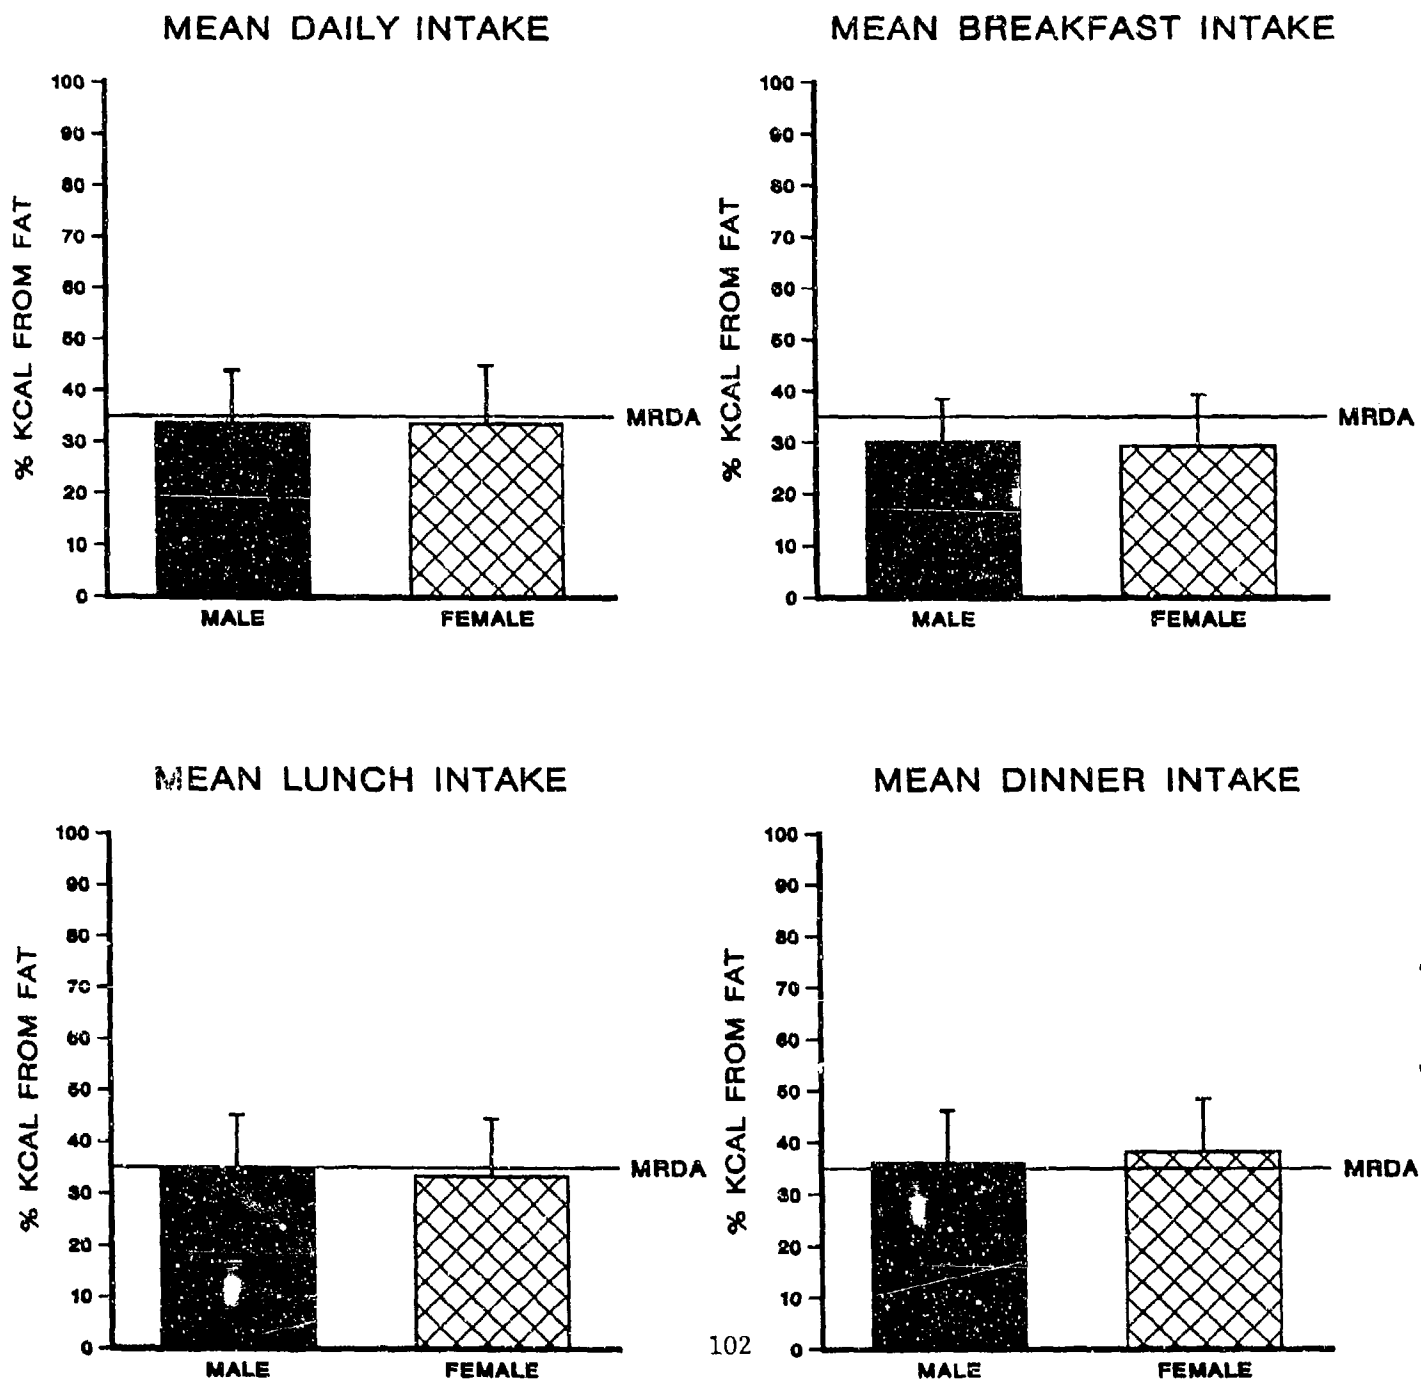 MEAN DAILY INTAKE
100
90
80
70
60
50
40
30
20
10
0
% KCAL FROM FAT
MRDA
MALE FEMALE
MEAN BREAKFAST INTAKE
100
90
80
70
60
50
40
30
20
10
0
% KCAL FROM FAT
MRDA
MALE FEMALE
MEAN LUNCH INTAKE
100
90
80
70
60
50
40
30
20
10
0
% KCAL FROM FAT
MRDA
MALE FEMALE
MEAN DINNER INTAKE
100
90
80
70
60
50
40
30
20
10
0
% KCAL FROM FAT
MRDA
MALE FEMALE
102